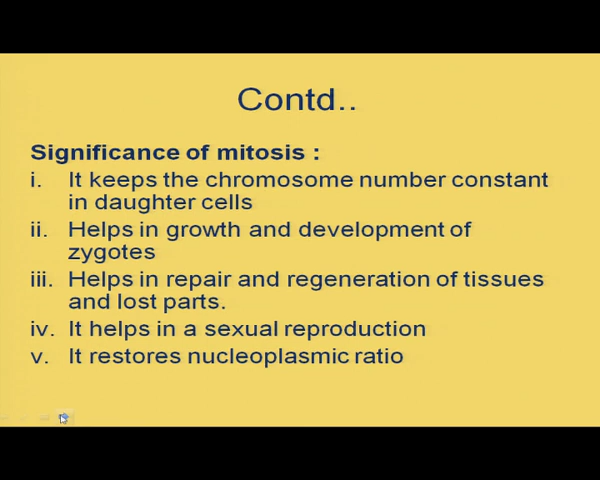 Contd..
Significance of mitosis :
i. It keeps the chromosome number constant
in daughter cells
ii. Helps in growth and development of
zygotes
iii. Helps in repair and regeneration of tissues
and lost parts.
iv. It helps in a sexual reproduction
v. It restores nucleoplasmic ratio